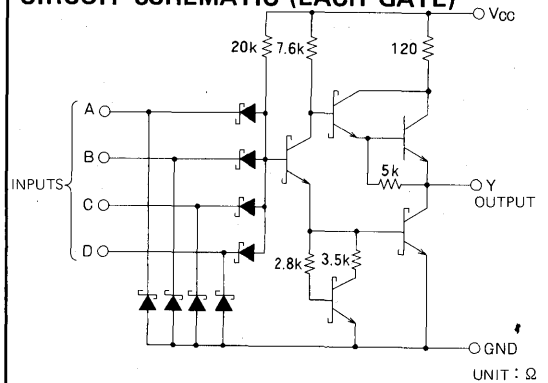 CIRCUIT SCHEMATIC (EACH GATE)
Vcc
20k 7.6k 120
A
B
INPUTS
5k
Y
OUTPUT
C
D
2.8k 3.5k
GND
UNIT : Ω